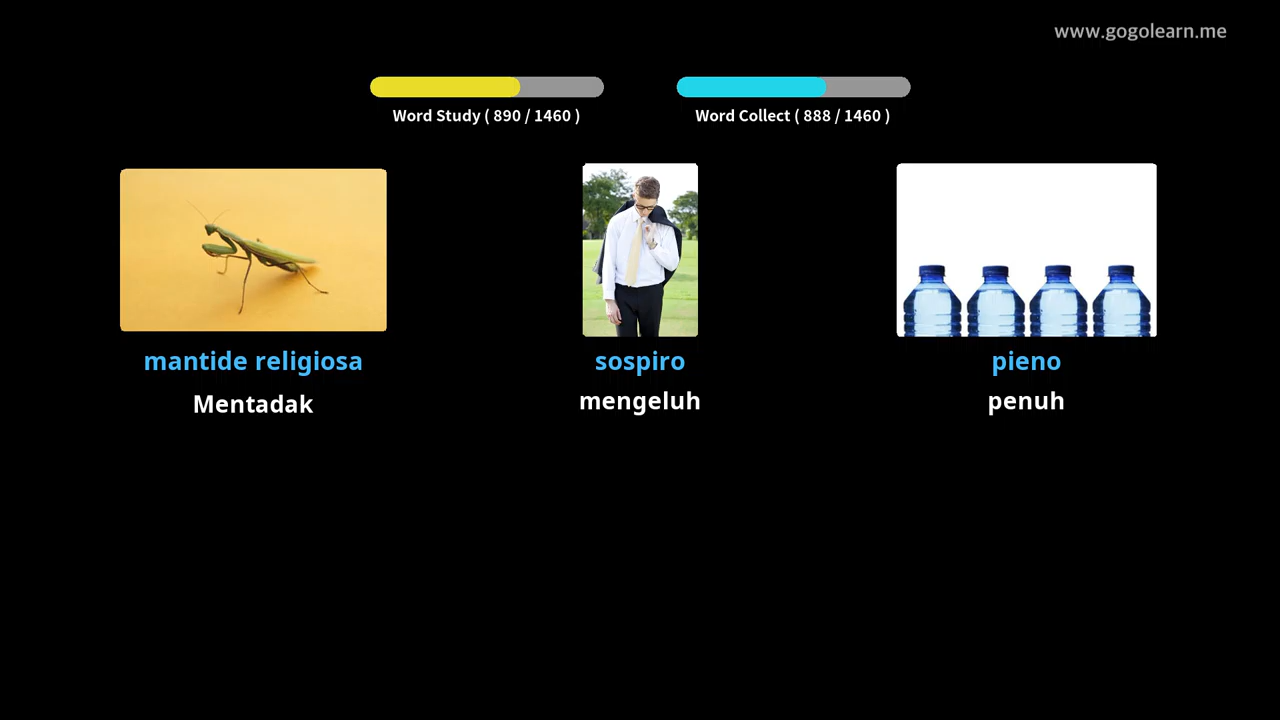 www.gogolearn.me
Word Study ( 890 / 1460 )
Word Collect ( 888 / 1460 )
mantide religiosa
Mentadak
sospiro
mengeluh
pieno
penuh